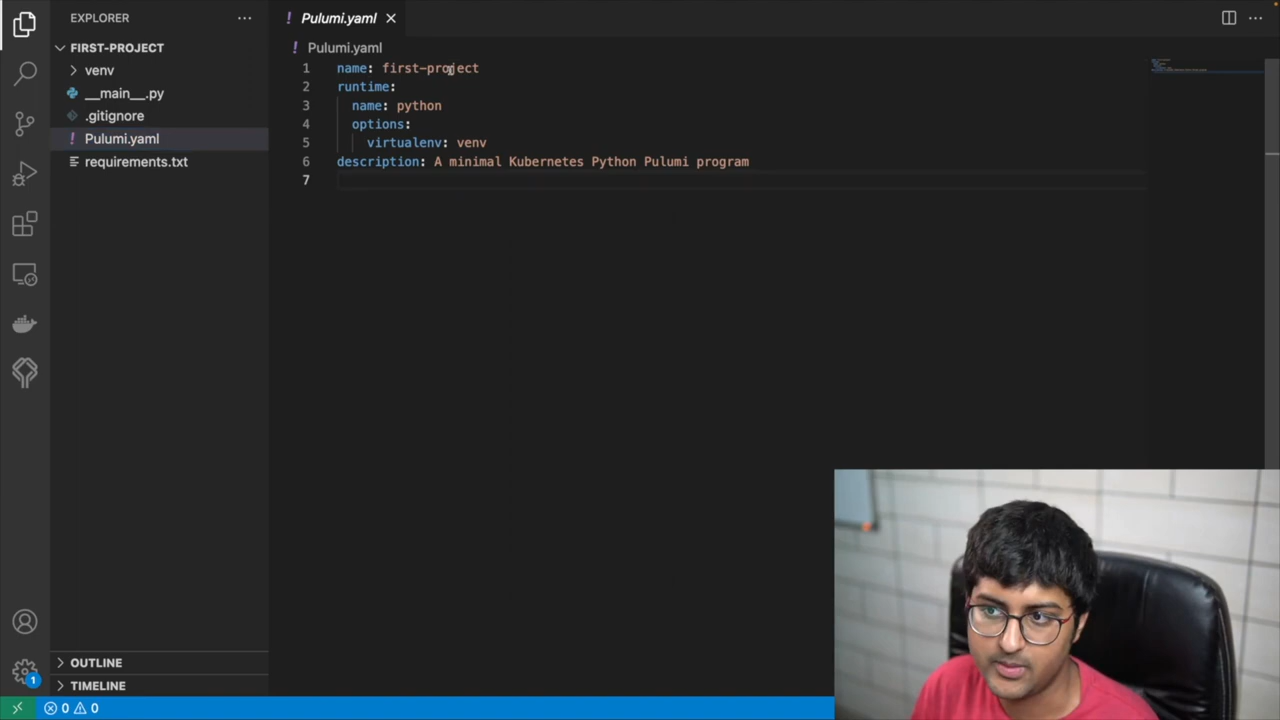 EXPLORER
FIRST-PROJECT
venv
__main__.py
.gitignore
Pulumi.yaml
requirements.txt
OUTLINE
TIMELINE
1
0 0
! Pulumi.yaml
! Pulumi.yaml
1 name: first-project
2 runtime:
3 name: python
4 options:
5 virtualenv: venv
6 description: A minimal Kubernetes Python Pulumi program
7